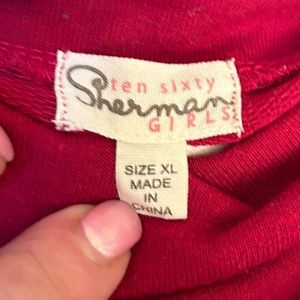 ten sixty
Sherman
GIRLS
SIZE XL
MADE
IN
CHINA